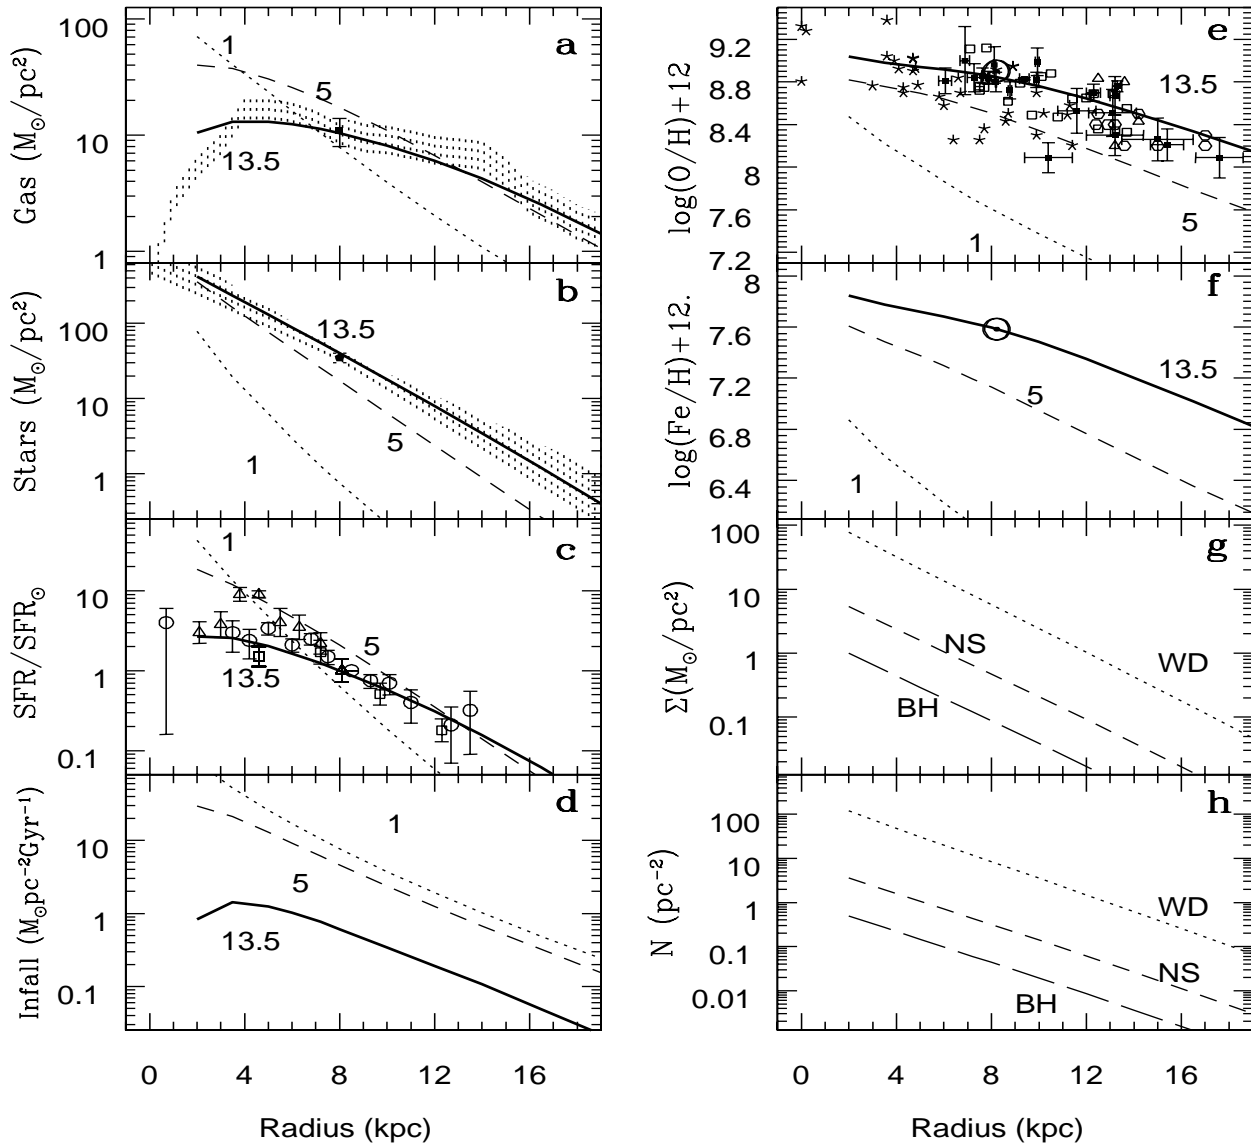 a
Gas (M⊙/pc²)
100
10
1
1
5
13.5
b
Stars (M⊙/pc²)
100
10
1
13.5
5
1
c
SFR/SFR⊙
10
1
0.1
1
5
13.5
d
Infall (M⊙pc⁻²Gyr⁻¹)
10
1
0.1
1
5
13.5
0 4 8 12 16
Radius (kpc)
e
log(O/H)+12
9.2
8.8
8.4
8
7.6
7.2
13.5
5
1
f
log(Fe/H)+12.
8
7.6
7.2
6.8
6.4
13.5
5
1
g
Σ(M⊙/pc²)
100
10
1
0.1
WD
NS
BH
h
N (pc⁻²)
100
10
1
0.1
0.01
WD
NS
BH
0 4 8 12 16
Radius (kpc)